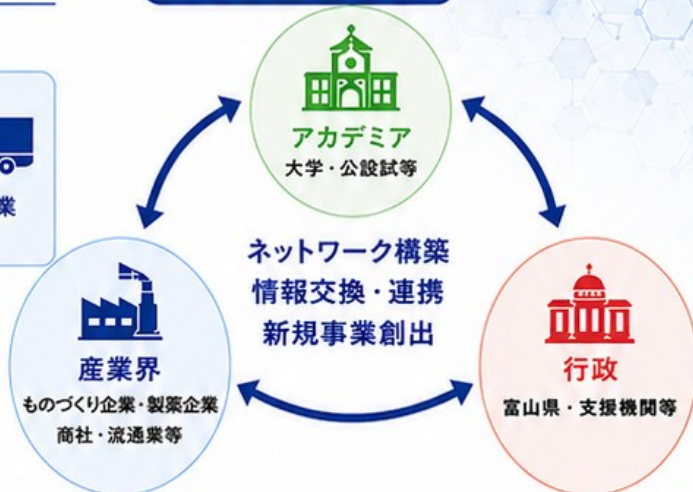 アカデミア
大学・公設試等
業
ネットワーク構築
情報交換・連携
新規事業創出
産業界
ものづくり企業・製薬企業
商社・流通業等
行政
富山県・支援機関等